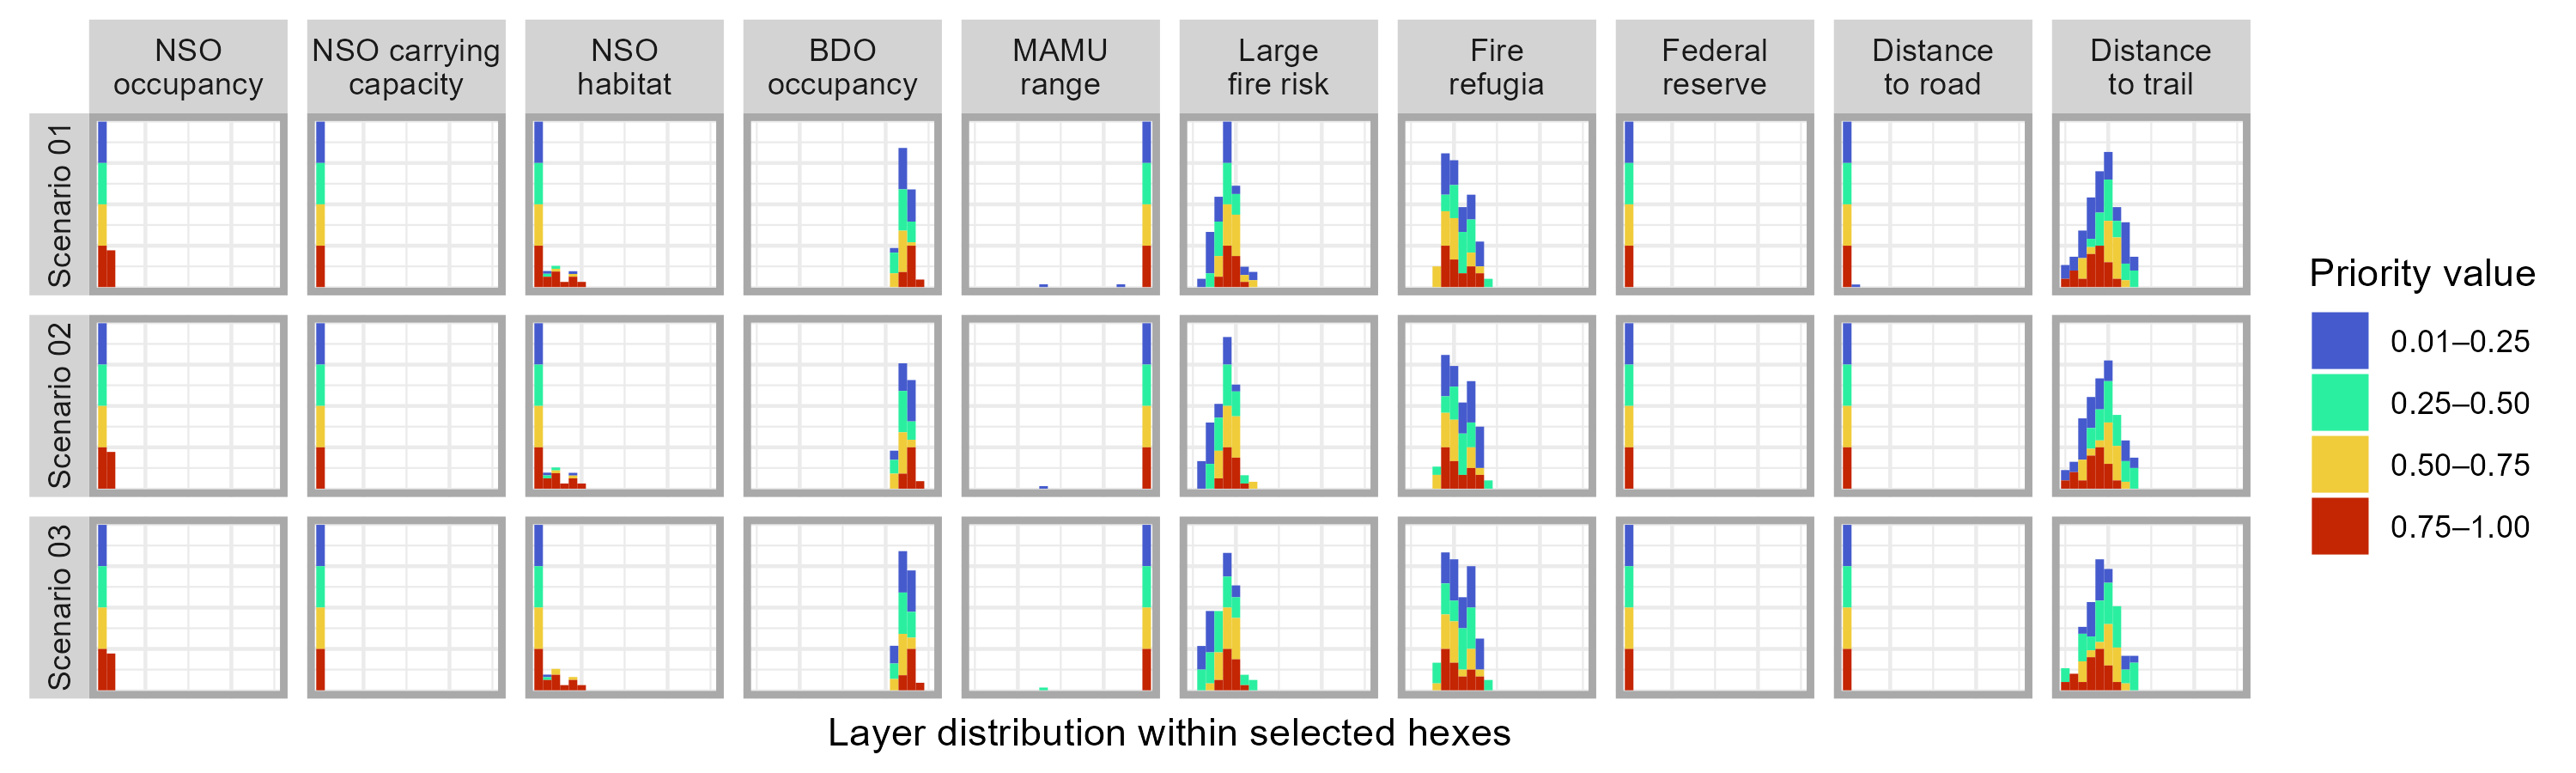 NSO
occupancy
NSO carrying
capacity
NSO
habitat
BDO
occupancy
MAMU
range
Large
fire risk
Fire
refugia
Federal
reserve
Distance
to road
Distance
to trail
Scenario 01
Scenario 02
Scenario 03
Layer distribution within selected hexes
Priority value
0.01–0.25
0.25–0.50
0.50–0.75
0.75–1.00